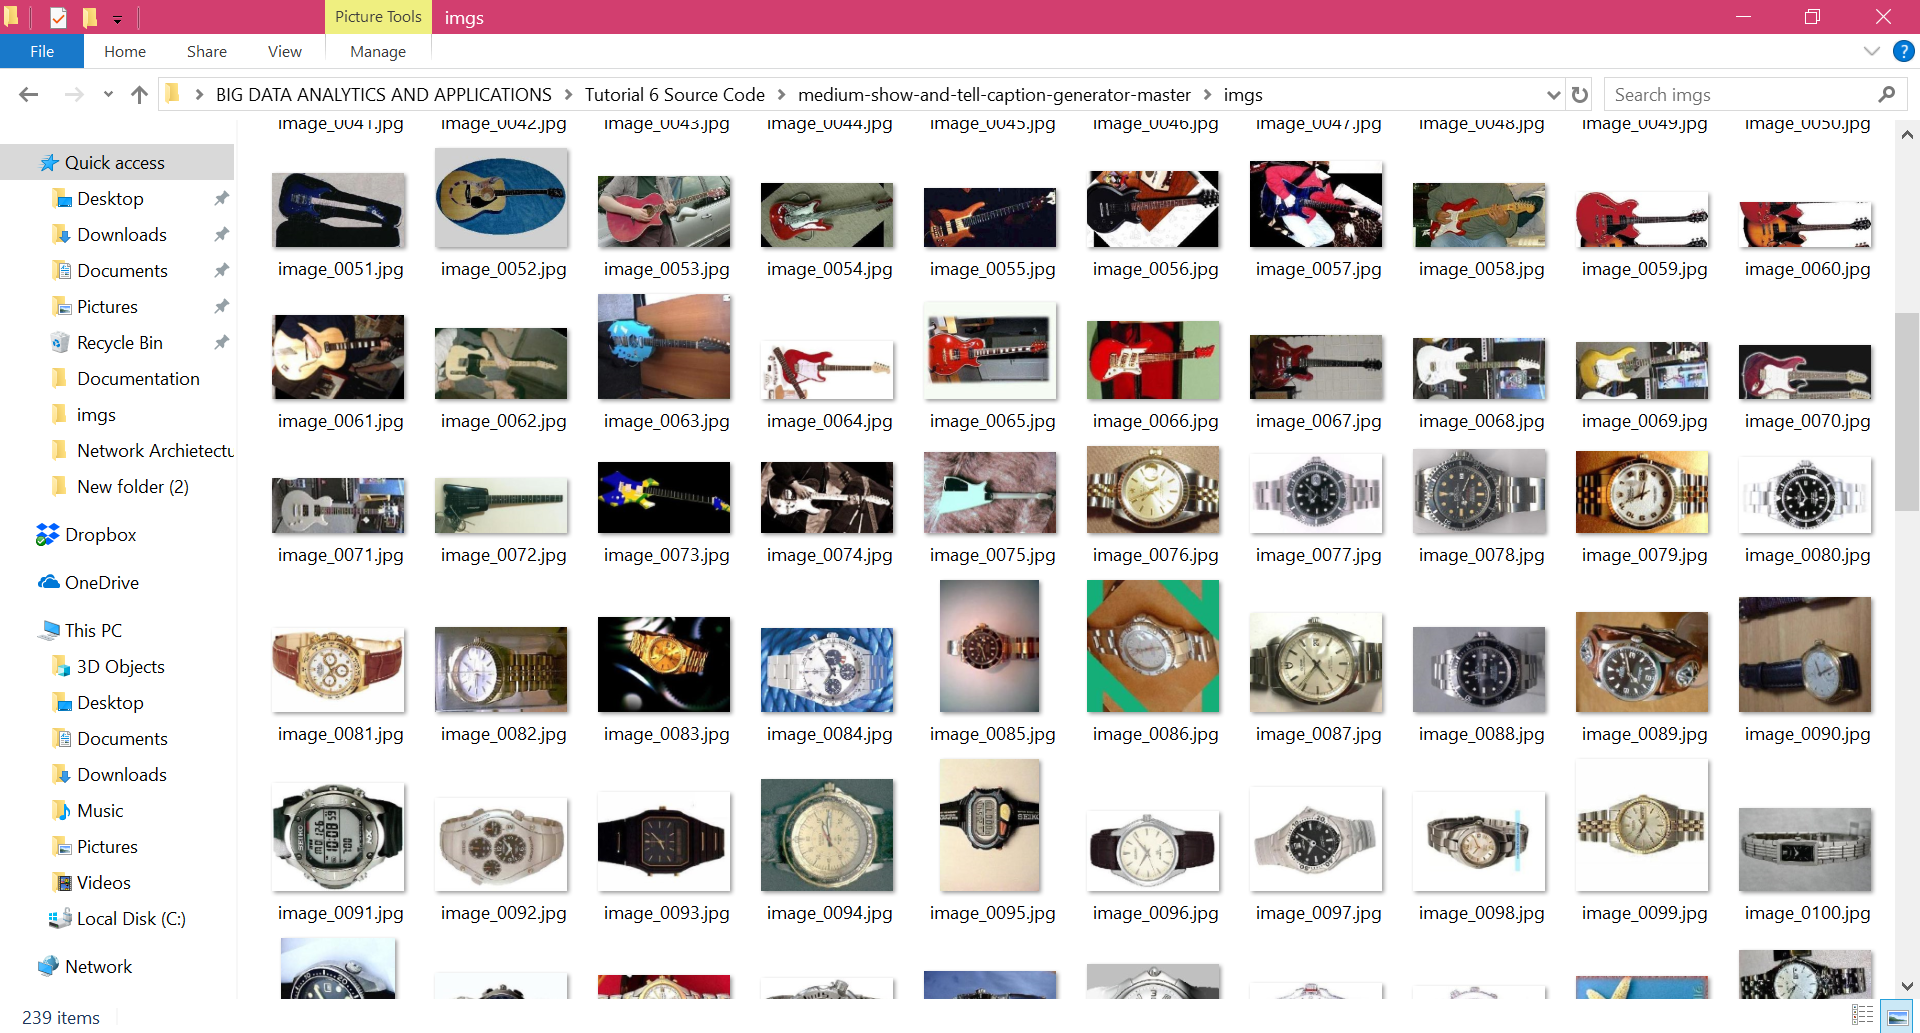 Picture Tools
imgs
File
Home
Share
View
Manage
BIG DATA ANALYTICS AND APPLICATIONS
Tutorial 6 Source Code
medium-show-and-tell-caption-generator-master
imgs
Search imgs
Quick access
Desktop
Downloads
Documents
Pictures
Recycle Bin
Documentation
imgs
Network Archietectu
New folder (2)
Dropbox
OneDrive
This PC
3D Objects
Desktop
Documents
Downloads
Music
Pictures
Videos
Local Disk (C:)
Network
image_0041.jpg image_0042.jpg image_0043.jpg image_0044.jpg image_0045.jpg image_0046.jpg image_0047.jpg image_0048.jpg image_0049.jpg image_0050.jpg
image_0051.jpg image_0052.jpg image_0053.jpg image_0054.jpg image_0055.jpg image_0056.jpg image_0057.jpg image_0058.jpg image_0059.jpg image_0060.jpg
image_0061.jpg image_0062.jpg image_0063.jpg image_0064.jpg image_0065.jpg image_0066.jpg image_0067.jpg image_0068.jpg image_0069.jpg image_0070.jpg
image_0071.jpg image_0072.jpg image_0073.jpg image_0074.jpg image_0075.jpg image_0076.jpg image_0077.jpg image_0078.jpg image_0079.jpg image_0080.jpg
image_0081.jpg image_0082.jpg image_0083.jpg image_0084.jpg image_0085.jpg image_0086.jpg image_0087.jpg image_0088.jpg image_0089.jpg image_0090.jpg
SEIKO
SEIKO
image_0091.jpg image_0092.jpg image_0093.jpg image_0094.jpg image_0095.jpg image_0096.jpg image_0097.jpg image_0098.jpg image_0099.jpg image_0100.jpg
239 items